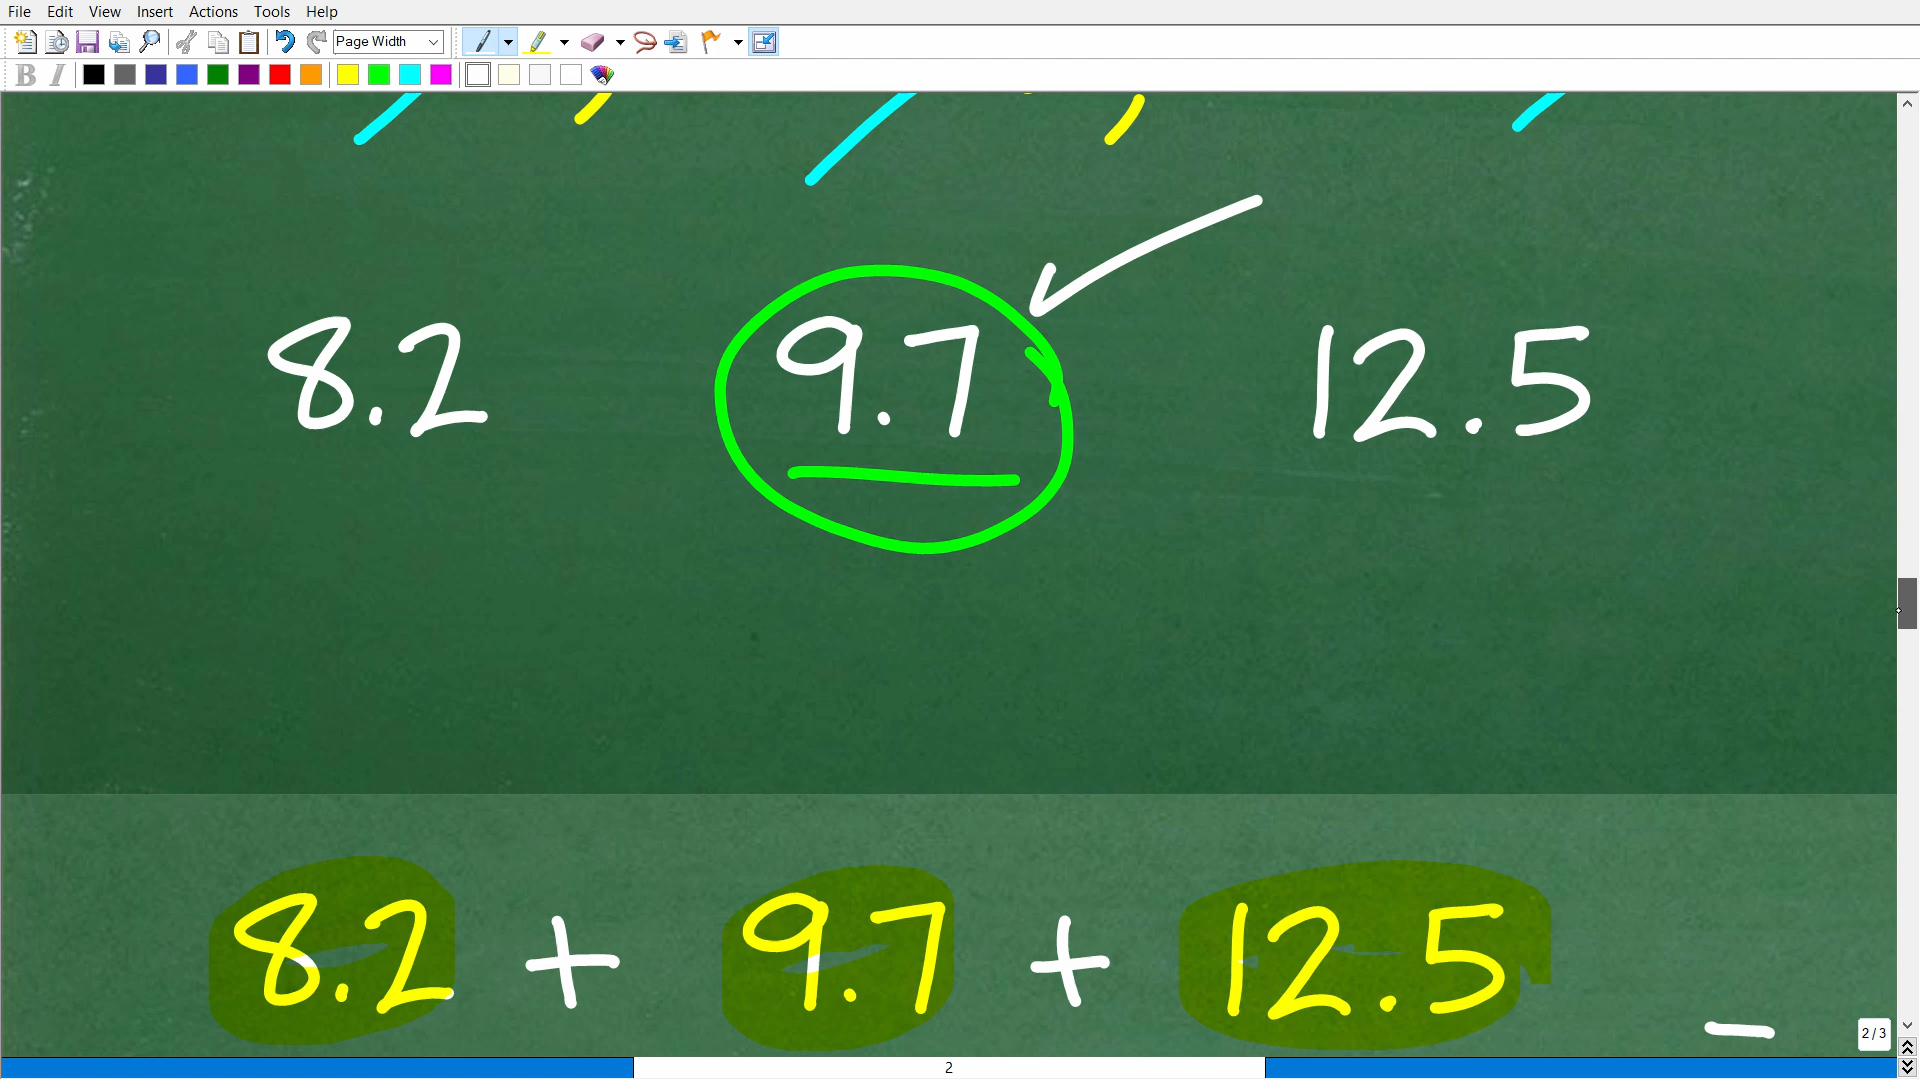 File Edit View Insert Actions Tools Help
Page Width
B I
8.2 9.7 12.5
8.2 + 9.7 + 12.5
2/3
2